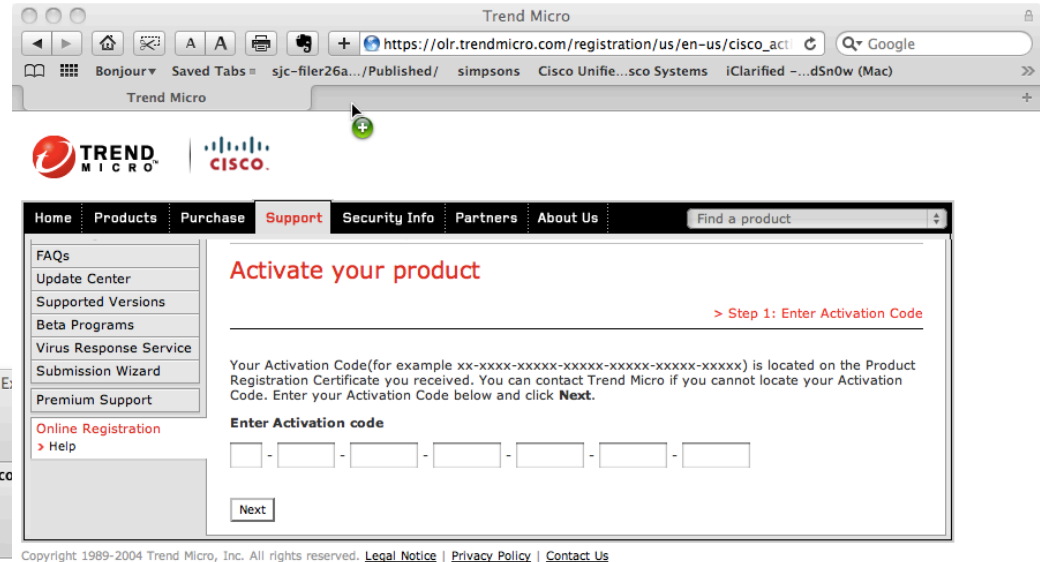 Trend Micro
A A + https://olr.trendmicro.com/registration/us/en-us/cisco_acti Google
Bonjour Saved Tabs sjc-filer26a.../Published/ simpsons Cisco Unifie...sco Systems iClarified -...dSn0w (Mac) >>
Trend Micro +
TREND MICRO™ CISCO.
Home Products Purchase Support Security Info Partners About Us Find a product
FAQs
Update Center
Supported Versions
Beta Programs
Virus Response Service
Submission Wizard
Premium Support
Online Registration
> Help
Activate your product
> Step 1: Enter Activation Code
Your Activation Code(for example xx-xxxx-xxxxx-xxxxx-xxxxx-xxxxx-xxxxx) is located on the Product
Registration Certificate you received. You can contact Trend Micro if you cannot locate your Activation
Code. Enter your Activation Code below and click Next.
Enter Activation code
- - - - - -
Next
Copyright 1989-2004 Trend Micro, Inc. All rights reserved. Legal Notice | Privacy Policy | Contact Us